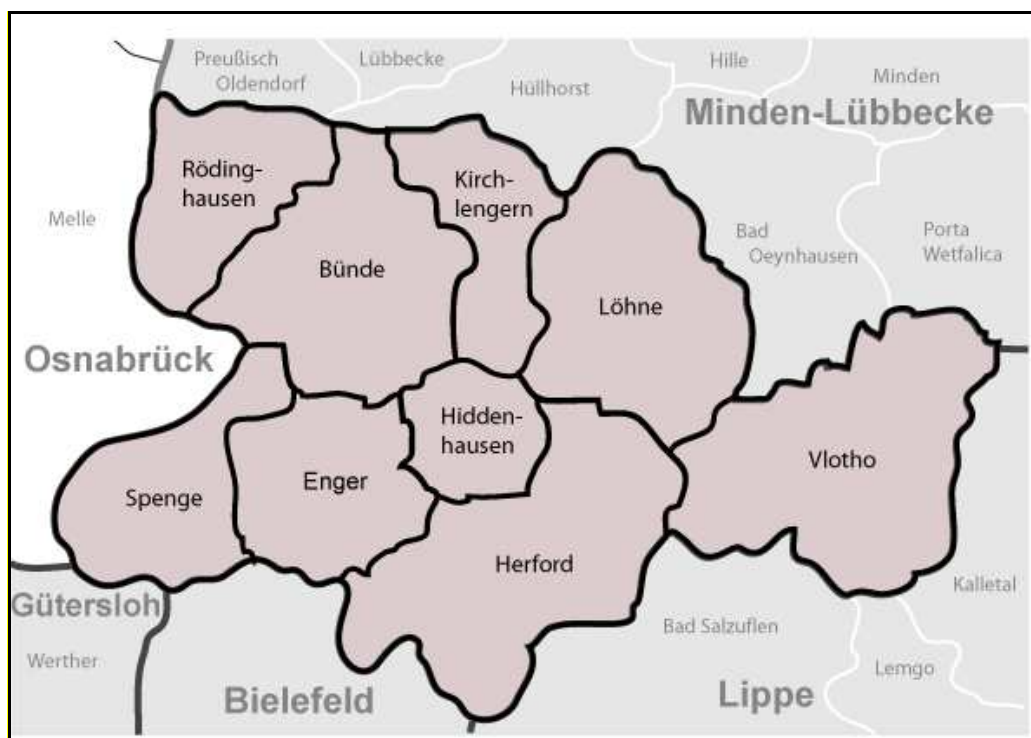 Preußisch
Oldendorf
Lübbecke
Hüllhorst
Hille
Minden
Minden-Lübbecke
Röding-
hausen
Kirch-
lengern
Melle
Bad
Oeynhausen
Porta
Wetfalica
Bünde
Löhne
Osnabrück
Hidden-
hausen
Spenge
Enger
Vlotho
Herford
Kalletal
Gütersloh
Bad Salzuflen
Werther
Lemgo
Bielefeld
Lippe